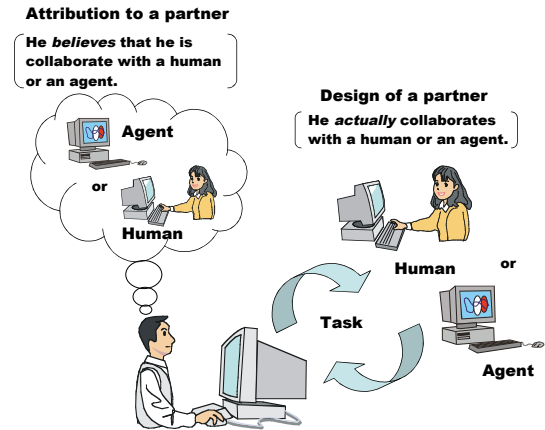 Attribution to a partner
He believes that he is
collaborate with a human
or an agent.
Agent
or
Human
Design of a partner
He actually collaborates
with a human or an agent.
Human
or
Task
Agent